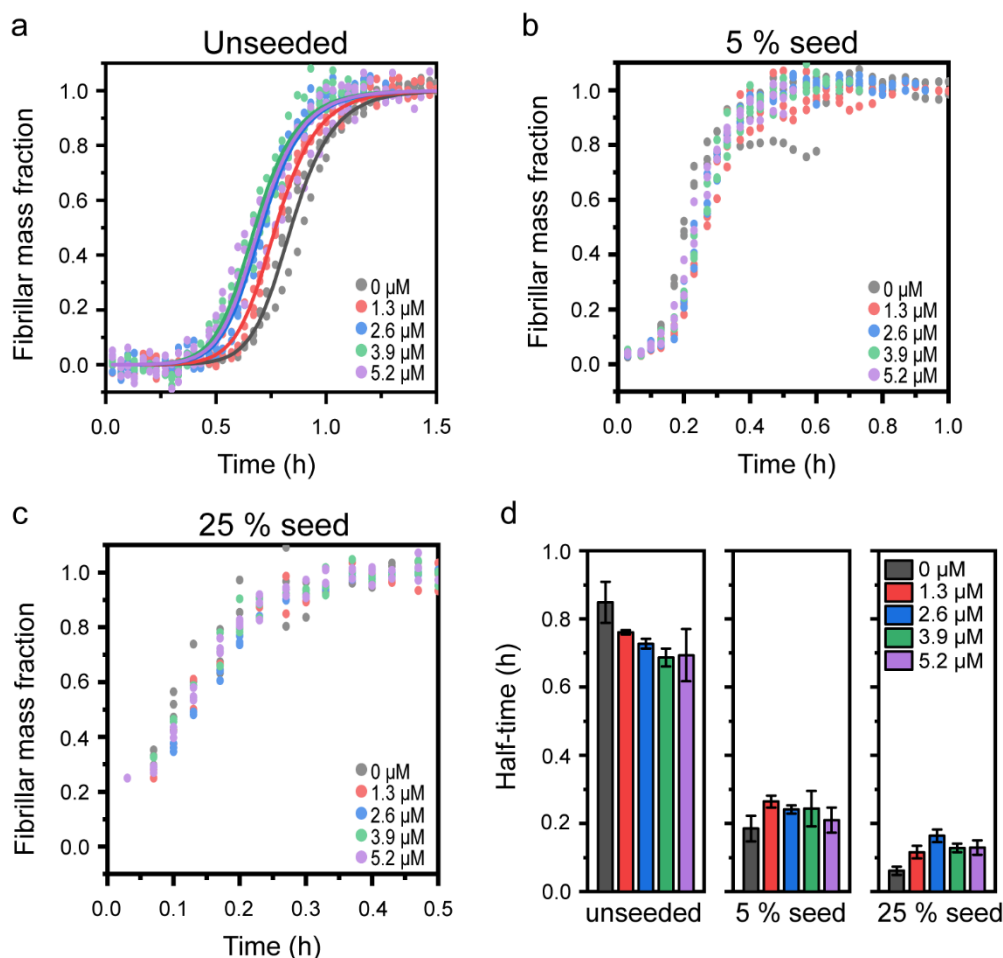 a
Unseeded
Fibrillar mass fraction
1.0
0.8
0.6
0.4
0.2
0.0
0 µM
1.3 µM
2.6 µM
3.9 µM
5.2 µM
0.0 0.5 1.0 1.5
Time (h)
b
5 % seed
Fibrillar mass fraction
1.0
0.8
0.6
0.4
0.2
0.0
0 µM
1.3 µM
2.6 µM
3.9 µM
5.2 µM
0.0 0.2 0.4 0.6 0.8 1.0
Time (h)
c
25 % seed
Fibrillar mass fraction
1.0
0.8
0.6
0.4
0.2
0.0
0 µM
1.3 µM
2.6 µM
3.9 µM
5.2 µM
0.0 0.1 0.2 0.3 0.4 0.5
Time (h)
d
Half-time (h)
1.0
0.8
0.6
0.4
0.2
0.0
0 µM
1.3 µM
2.6 µM
3.9 µM
5.2 µM
unseeded 5 % seed 25 % seed